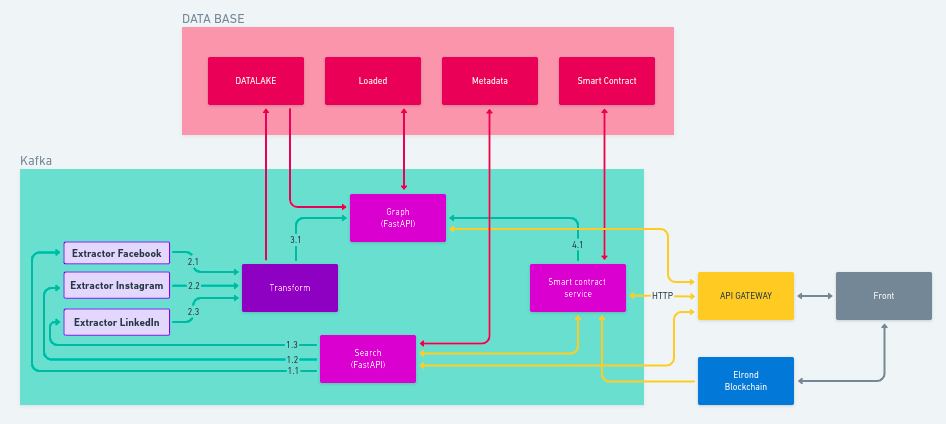 DATA BASE
DATALAKE
Loaded
Metadata
Smart Contract
Kafka
Graph
(FastAPI)
3.1
4.1
Extractor Facebook
2.1
Extractor Instagram
2.2
Extractor LinkedIn
2.3
Transform
Smart contract
service
HTTP
API GATEWAY
Front
Search
(FastAPI)
1.3
1.2
1.1
Elrond
Blockchain